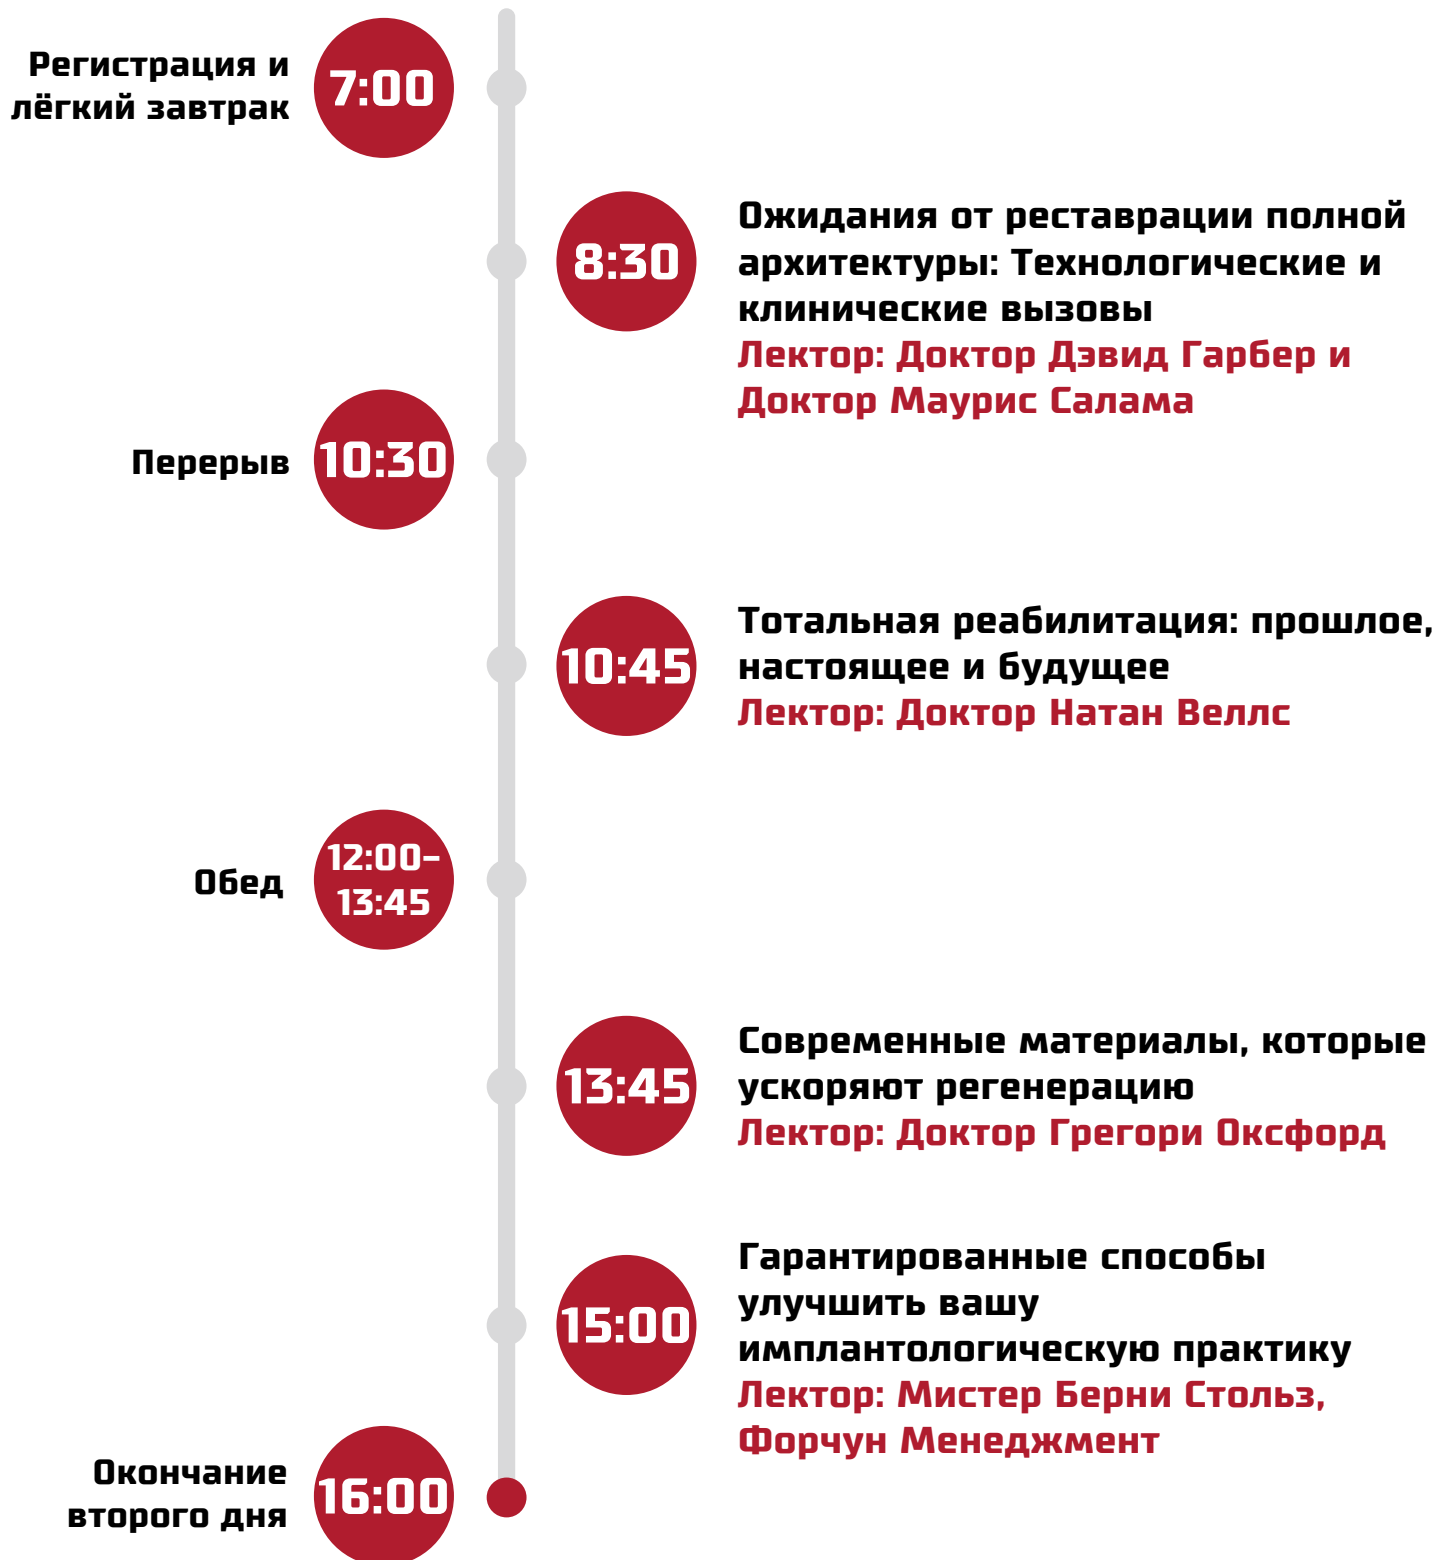 Регистрация и
лёгкий завтрак
7:00
8:30
Ожидания от реставрации полной
архитектуры: Технологические и
клинические вызовы
Лектор: Доктор Дэвид Гарбер и
Доктор Маурис Салама
Перерыв
10:30
10:45
Тотальная реабилитация: прошлое,
настоящее и будущее
Лектор: Доктор Натан Веллс
Обед
12:00–
13:45
13:45
Современные материалы, которые
ускоряют регенерацию
Лектор: Доктор Грегори Оксфорд
15:00
Гарантированные способы
улучшить вашу
имплантологическую практику
Лектор: Мистер Берни Стольз,
Форчун Менеджмент
Окончание
второго дня
16:00